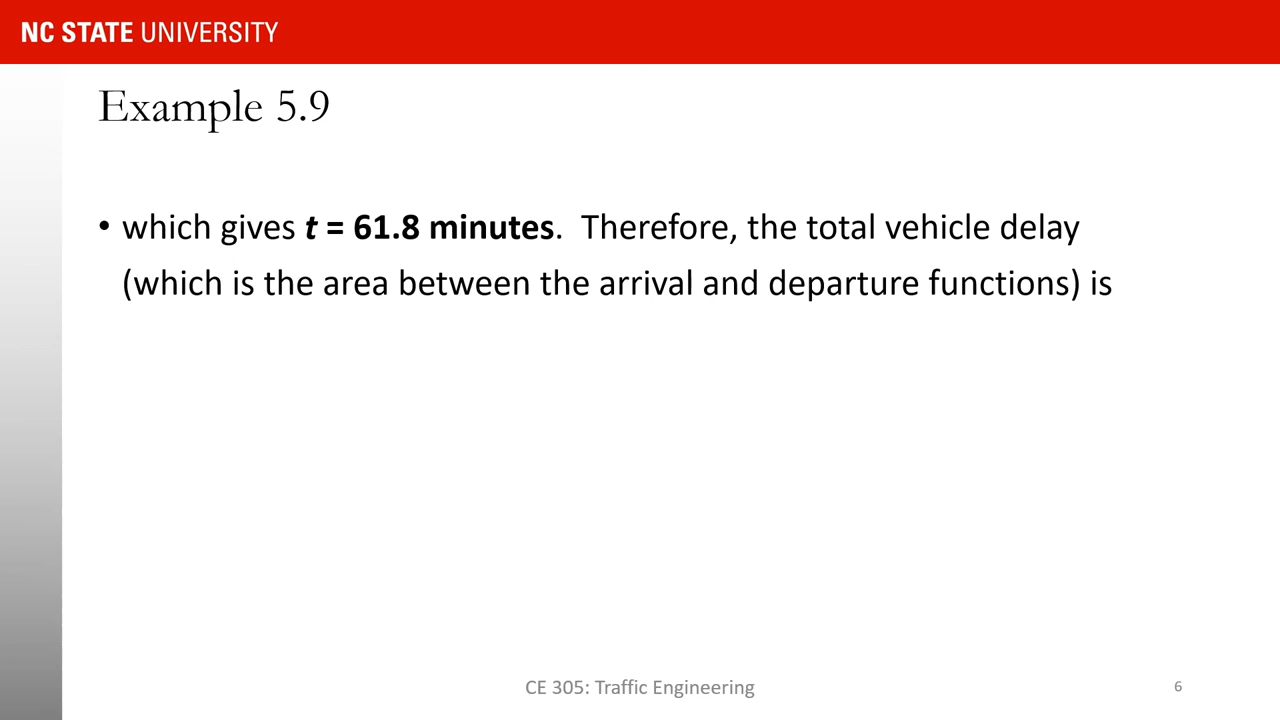 NC STATE UNIVERSITY
Example 5.9
• which gives t = 61.8 minutes. Therefore, the total vehicle delay
(which is the area between the arrival and departure functions) is
CE 305: Traffic Engineering
6